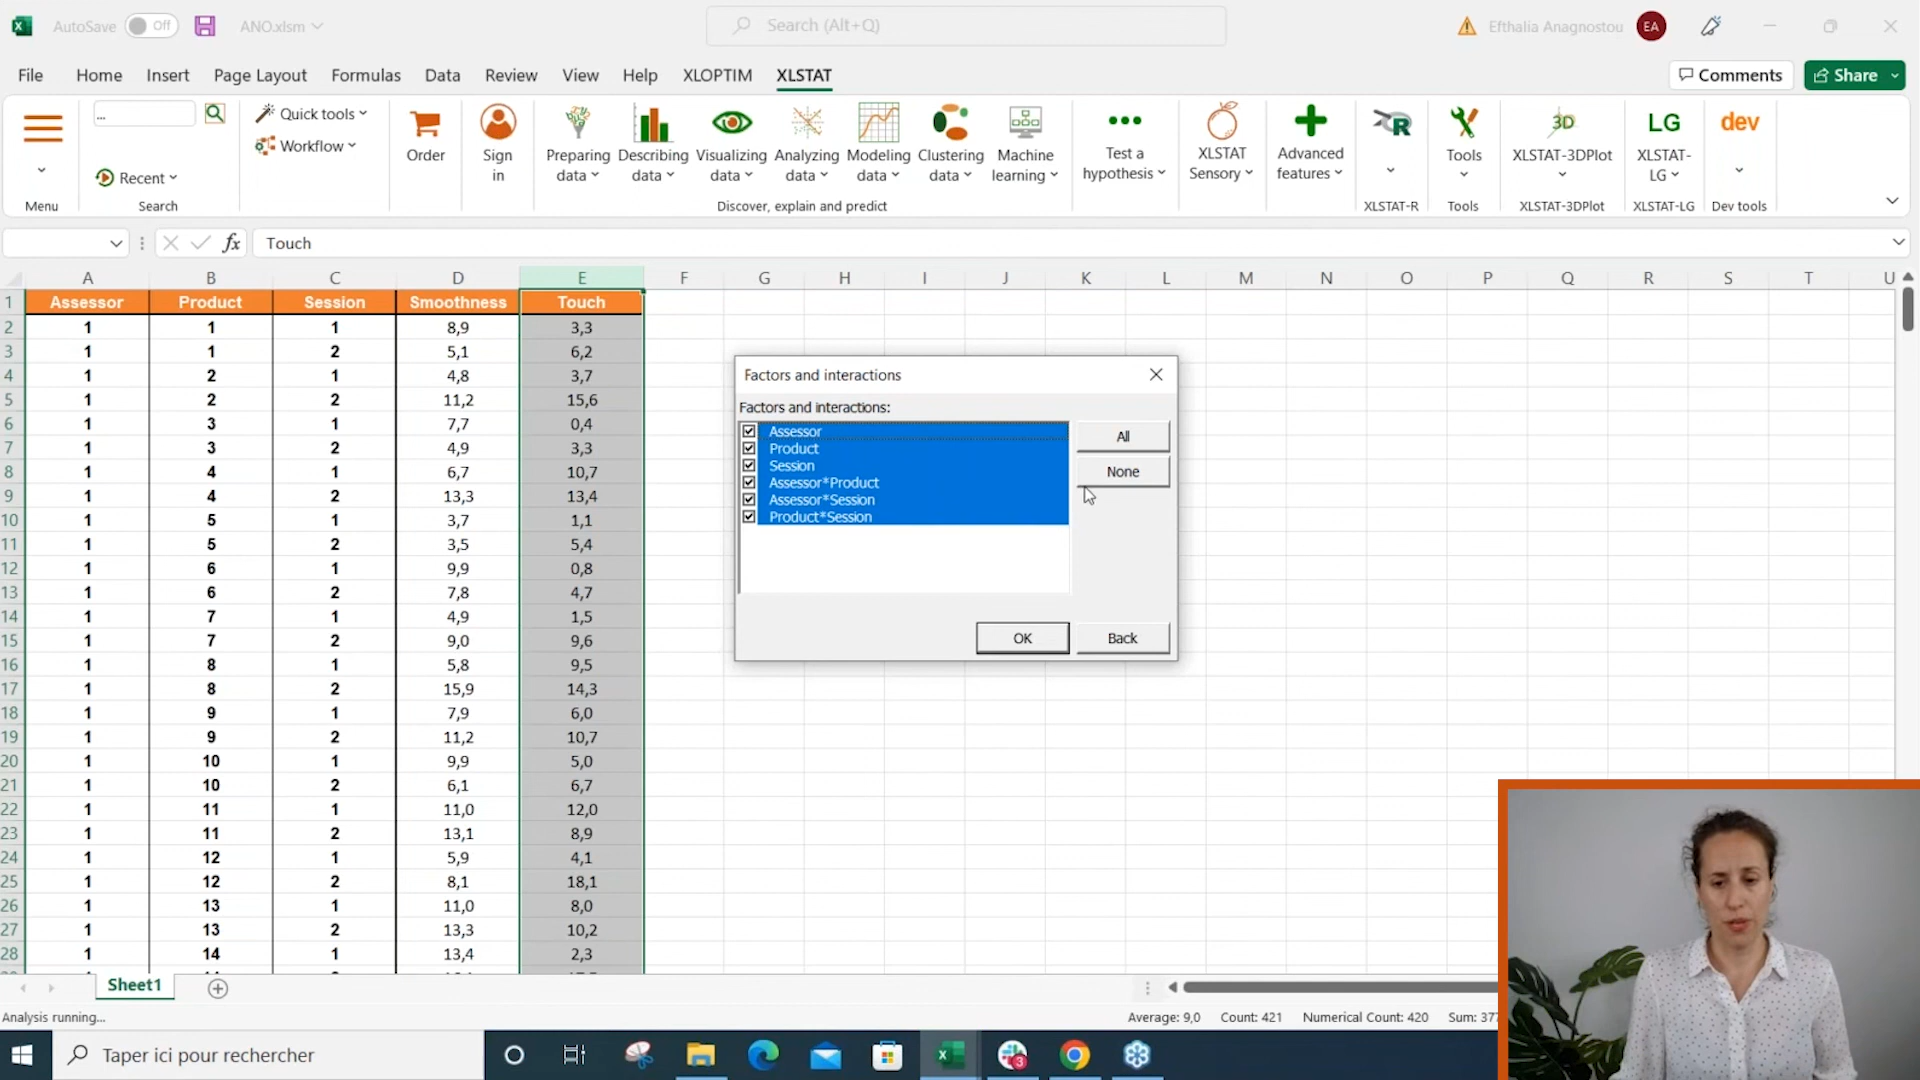 AutoSave Off ANO.xlsm Search (Alt+Q) Efthalia Anagnostou EA
File Home Insert Page Layout Formulas Data Review View Help XLOPTIM XLSTAT Comments Share
... Quick tools
Workflow
Recent
Order
Sign in
Preparing data
Describing data
Visualizing data
Analyzing data
Modeling data
Clustering data
Machine learning
Test a hypothesis
XLSTAT Sensory
Advanced features
R
Tools
3D
XLSTAT-3DPlot
LG
XLSTAT-LG
dev
Menu Search Discover, explain and predict XLSTAT-R Tools XLSTAT-3DPlot XLSTAT-LG Dev tools
fx Touch
A B C D E F G H I J K L M N O P Q R S T U
1 Assessor Product Session Smoothness Touch
2 1 1 1 8,9 3,3
3 1 1 2 5,1 6,2
4 1 2 1 4,8 3,7
5 1 2 2 11,2 15,6
6 1 3 1 7,7 0,4
7 1 3 2 4,9 3,3
8 1 4 1 6,7 10,7
9 1 4 2 13,3 13,4
10 1 5 1 3,7 1,1
11 1 5 2 3,5 5,4
12 1 6 1 9,9 0,8
13 1 6 2 7,8 4,7
14 1 7 1 4,9 1,5
15 1 7 2 9,0 9,6
16 1 8 1 5,8 9,5
17 1 8 2 15,9 14,3
18 1 9 1 7,9 6,0
19 1 9 2 11,2 10,7
20 1 10 1 9,9 5,0
21 1 10 2 6,1 6,7
22 1 11 1 11,0 12,0
23 1 11 2 13,1 8,9
24 1 12 1 5,9 4,1
25 1 12 2 8,1 18,1
26 1 13 1 11,0 8,0
27 1 13 2 13,3 10,2
28 1 14 1 13,4 2,3
Factors and interactions
Factors and interactions:
Assessor
Product
Session
Assessor*Product
Assessor*Session
Product*Session
All
None
OK Back
Sheet1
Analysis running... Average: 9,0 Count: 421 Numerical Count: 420 Sum: 377
Taper ici pour rechercher 3